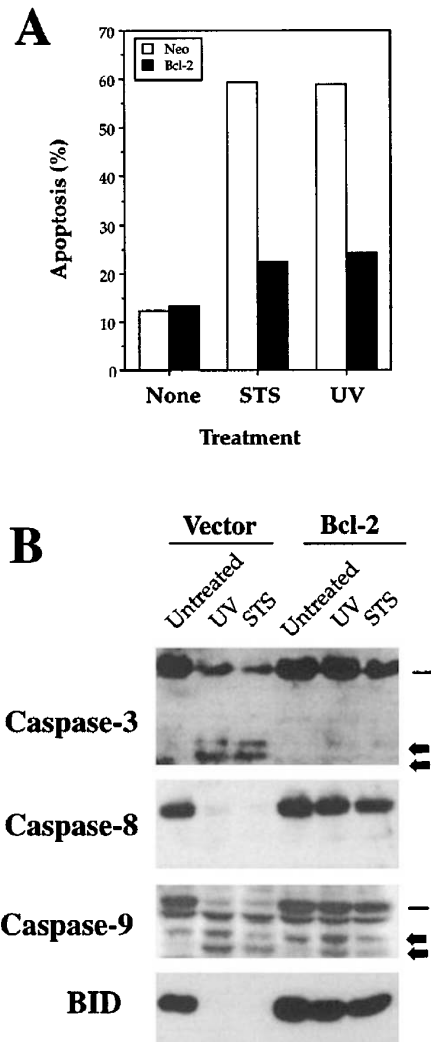 A
70
60
50
40
30
20
10
0
Neo
Bcl-2
Apoptosis (%)
None STS UV
Treatment
B
Vector Bcl-2
Untreated UV STS Untreated UV STS
Caspase-3
Caspase-8
Caspase-9
BID